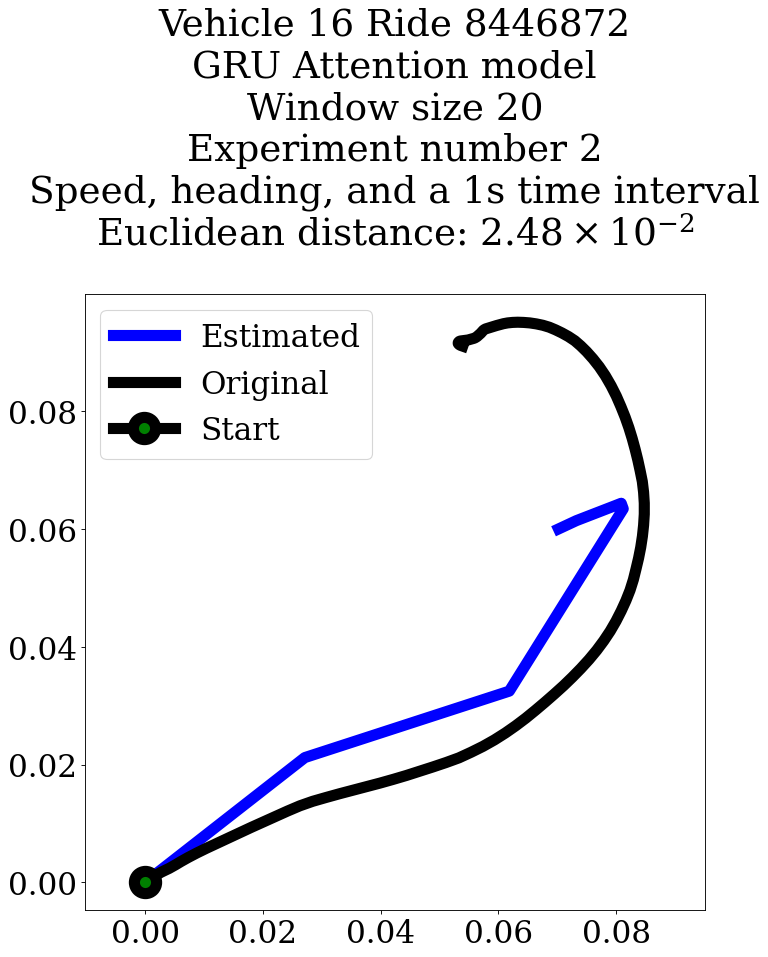 Vehicle 16 Ride 8446872
GRU Attention model
Window size 20
Experiment number 2
Speed, heading, and a 1s time interval
Euclidean distance: 2.48 × 10⁻²
Estimated
Original
Start
0.08
0.06
0.04
0.02
0.00
0.00 0.02 0.04 0.06 0.08